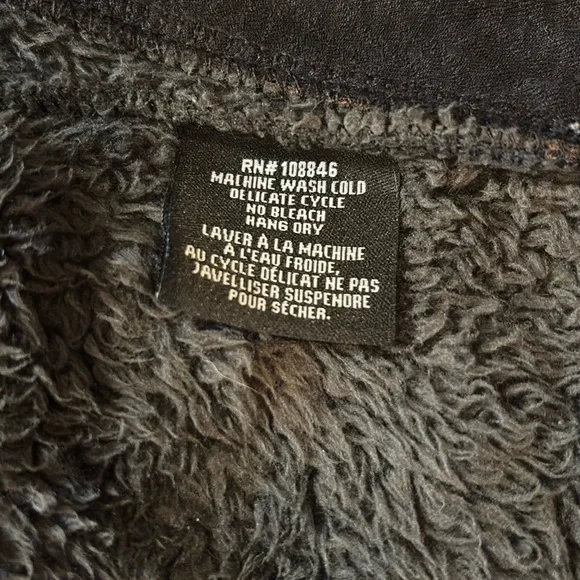 RN# 108846
MACHINE WASH COLD
DELICATE CYCLE
NO BLEACH
HANG DRY
LAVER À LA MACHINE
À L'EAU FROIDE,
AU CYCLE DÉLICAT NE PAS
JAVELLISER SUSPENDRE
POUR SÉCHER.